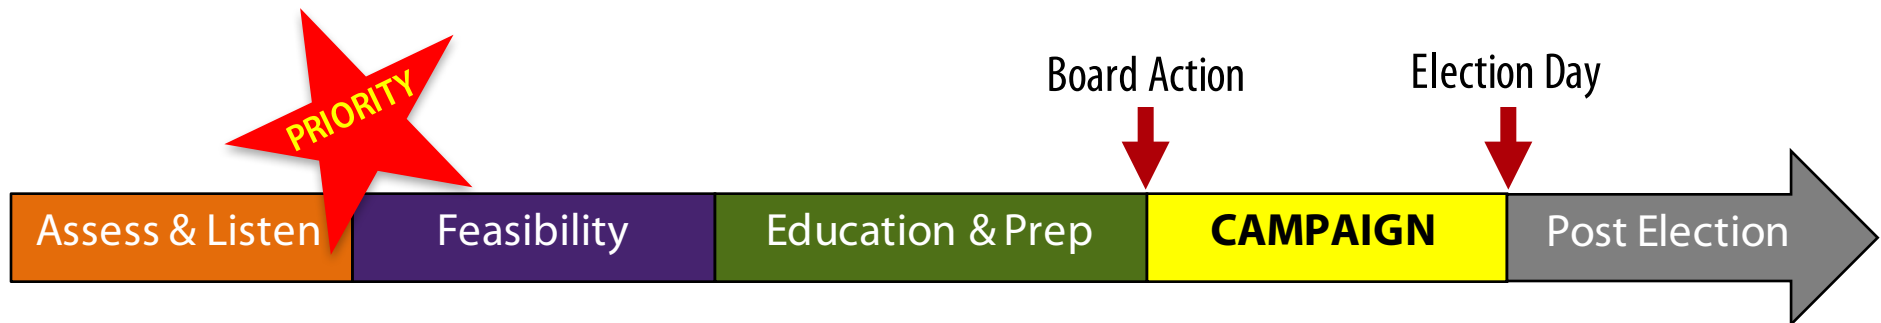 PRIORITY
Board Action
Election Day
Assess & Listen
Feasibility
Education & Prep
CAMPAIGN
Post Election